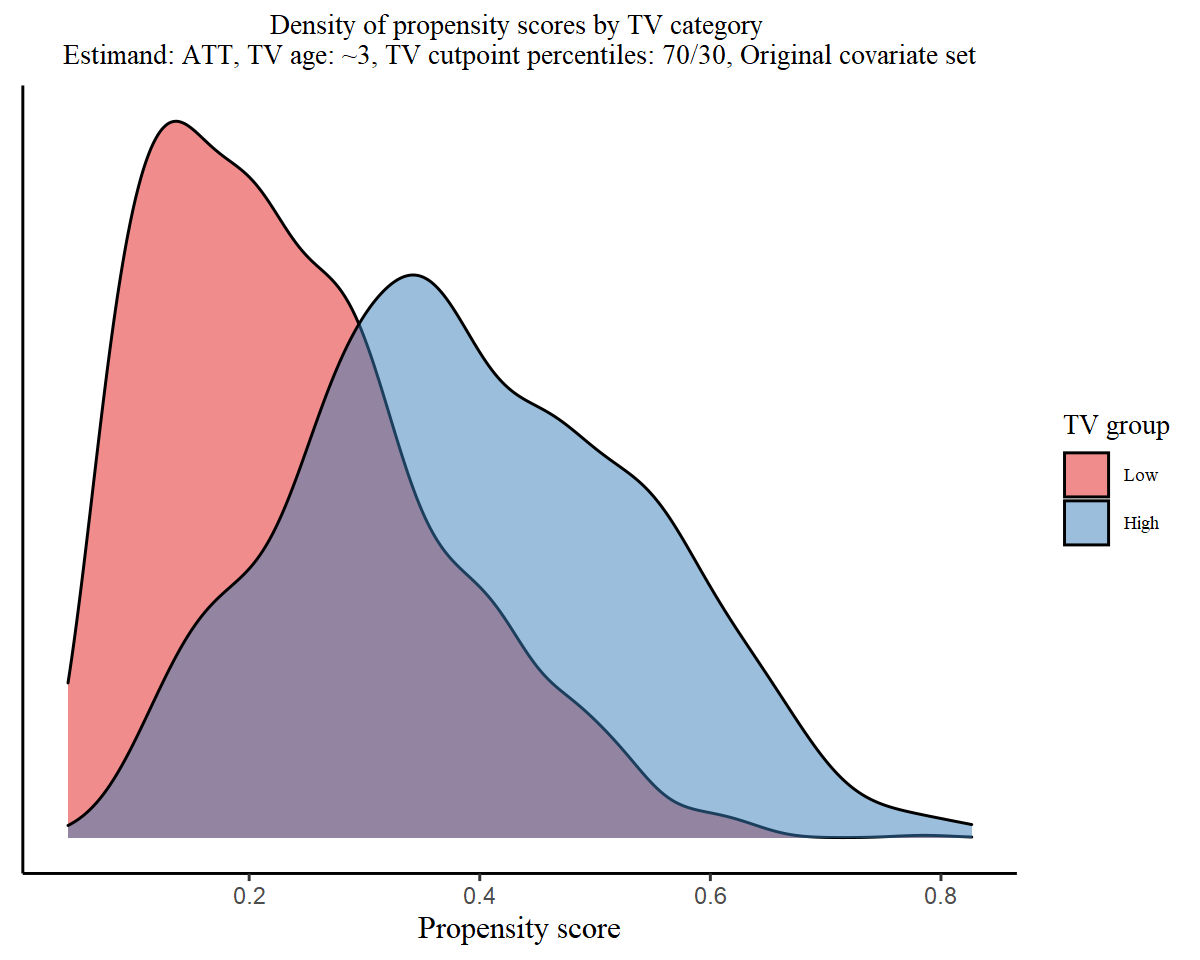 Density of propensity scores by TV category
Estimand: ATT, TV age: ~3, TV cutpoint percentiles: 70/30, Original covariate set
TV group
Low
High
0.2 0.4 0.6 0.8
Propensity score